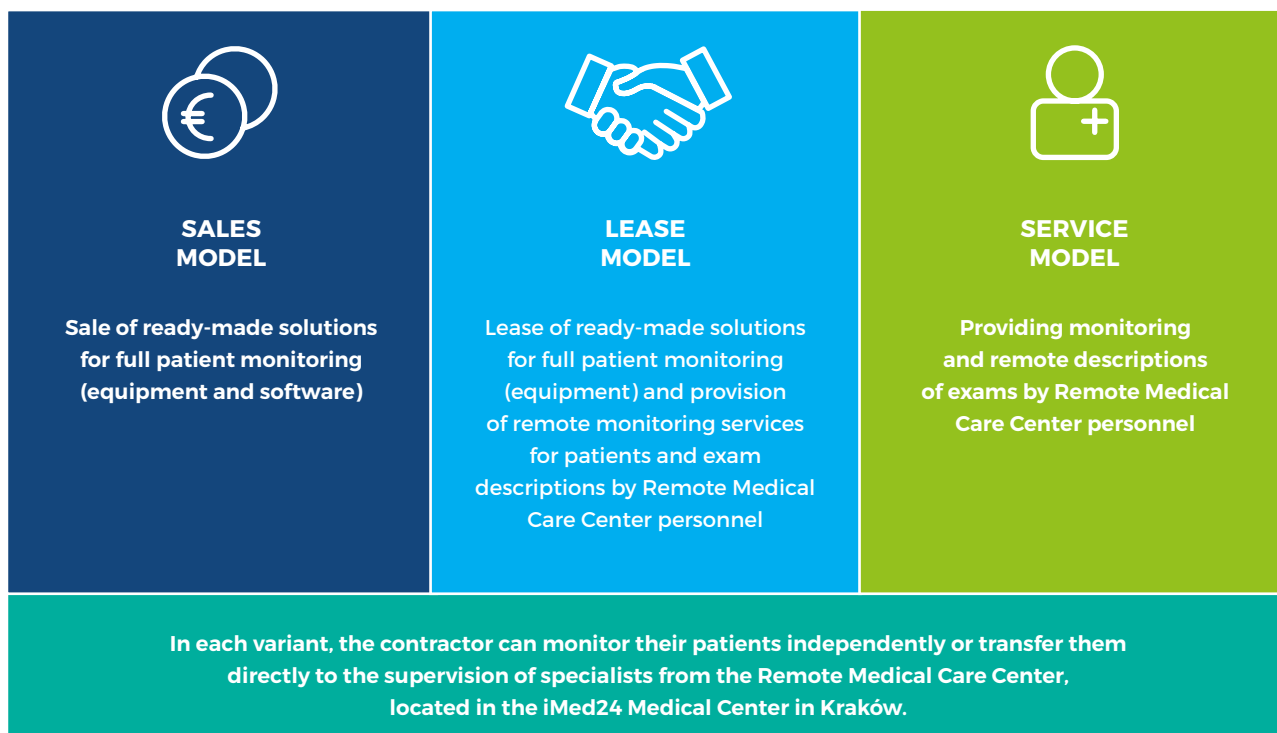 SALES
MODEL
Sale of ready-made solutions
for full patient monitoring
(equipment and software)
LEASE
MODEL
Lease of ready-made solutions
for full patient monitoring
(equipment) and provision
of remote monitoring services
for patients and exam
descriptions by Remote Medical
Care Center personnel
SERVICE
MODEL
Providing monitoring
and remote descriptions
of exams by Remote Medical
Care Center personnel
In each variant, the contractor can monitor their patients independently or transfer them
directly to the supervision of specialists from the Remote Medical Care Center,
located in the iMed24 Medical Center in Kraków.